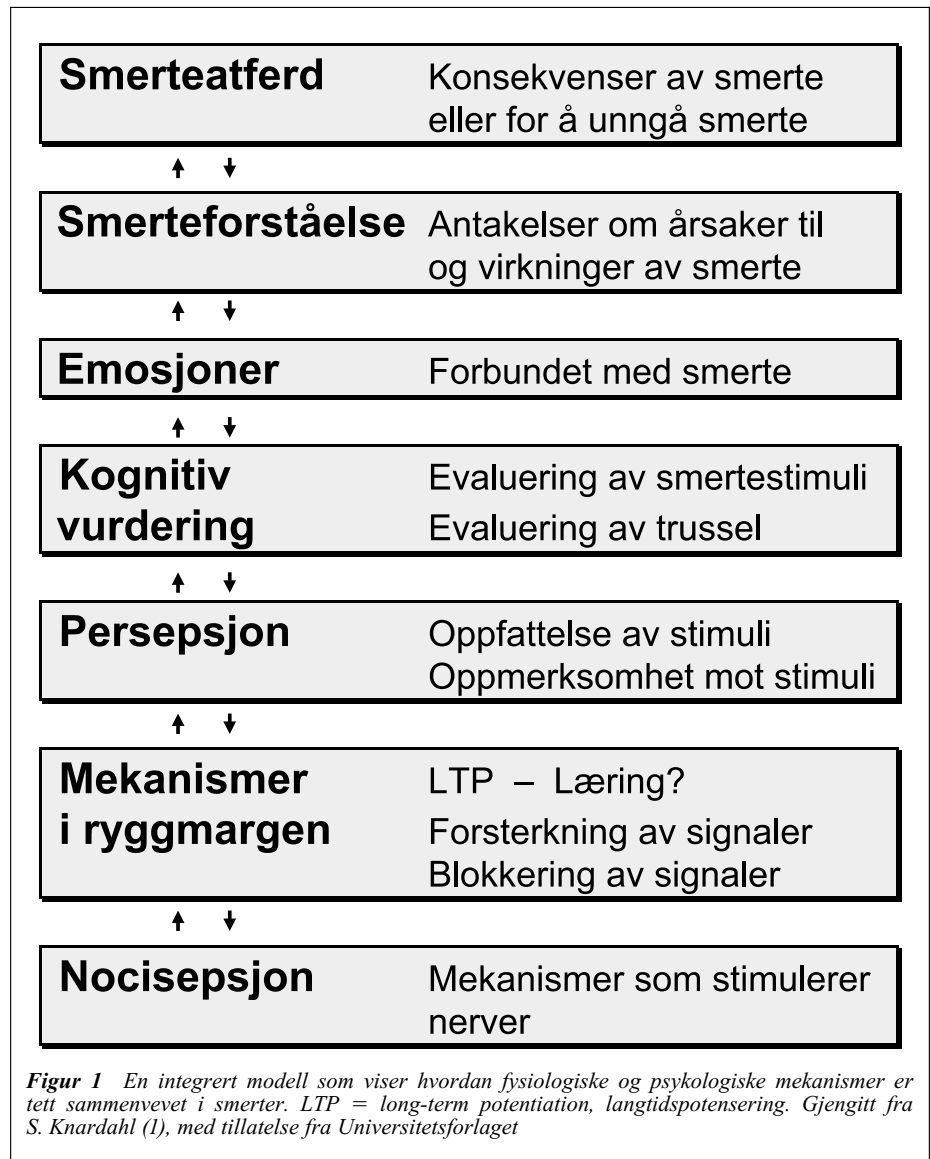 Smerteatferd Konsekvenser av smerte
eller for å unngå smerte
Smerteforståelse Antakelser om årsaker til
og virkninger av smerte
Emosjoner Forbundet med smerte
Kognitiv Evaluering av smertestimuli
vurdering Evaluering av trussel
Persepsjon Oppfattelse av stimuli
Oppmerksomhet mot stimuli
Mekanismer LTP – Læring?
i ryggmargen Forsterkning av signaler
Blokkering av signaler
Nocisepsjon Mekanismer som stimulerer
nerver
Figur 1 En integrert modell som viser hvordan fysiologiske og psykologiske mekanismer er
tett sammenvevet i smerter. LTP = long-term potentiation, langtidspotensering. Gjengitt fra
S. Knardahl (1), med tillatelse fra Universitetsforlaget